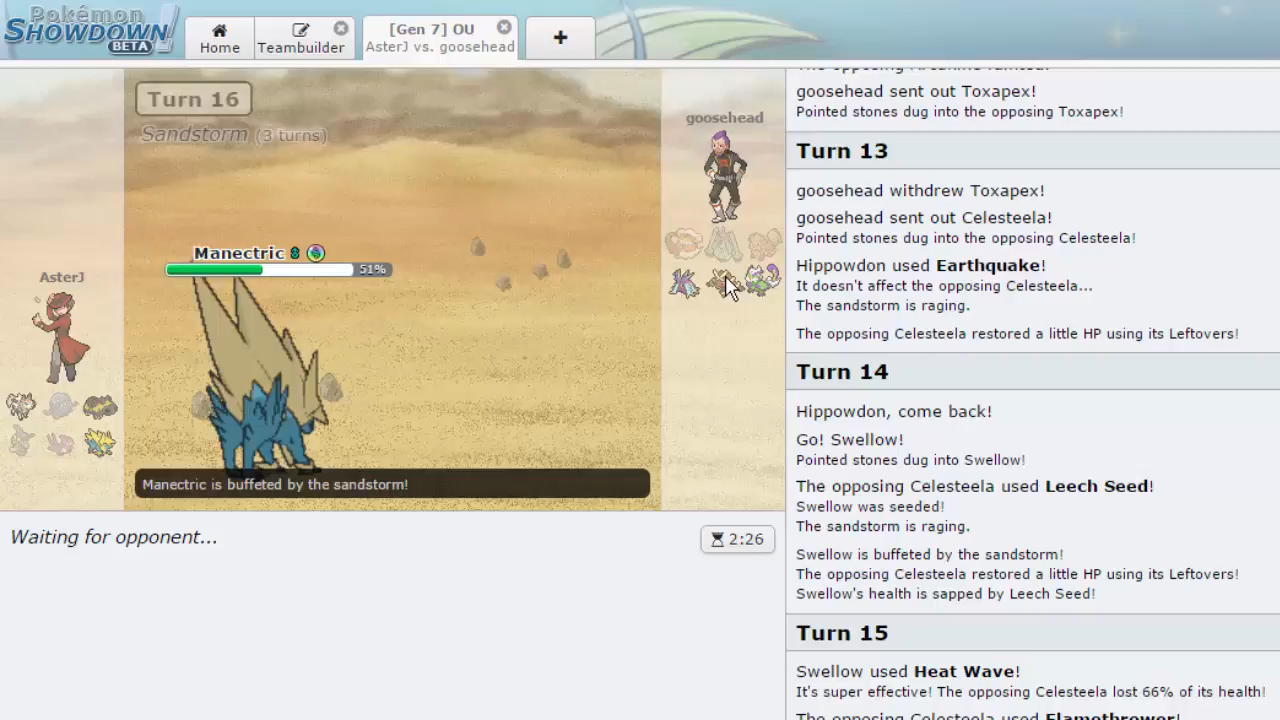 Pokémon
SHOWDOWN!
BETA
Home
Teambuilder
[Gen 7] OU
AsterJ vs. goosehead
+
Turn 16
Sandstorm (3 turns)
goosehead
AsterJ
Manectric
51%
Manectric is buffeted by the sandstorm!
Waiting for opponent...
2:26
goosehead sent out Toxapex!
Pointed stones dug into the opposing Toxapex!
Turn 13
goosehead withdrew Toxapex!
goosehead sent out Celesteela!
Pointed stones dug into the opposing Celesteela!
Hippowdon used Earthquake!
It doesn't affect the opposing Celesteela...
The sandstorm is raging.
The opposing Celesteela restored a little HP using its Leftovers!
Turn 14
Hippowdon, come back!
Go! Swellow!
Pointed stones dug into Swellow!
The opposing Celesteela used Leech Seed!
Swellow was seeded!
The sandstorm is raging.
Swellow is buffeted by the sandstorm!
The opposing Celesteela restored a little HP using its Leftovers!
Swellow's health is sapped by Leech Seed!
Turn 15
Swellow used Heat Wave!
It's super effective! The opposing Celesteela lost 66% of its health!
The opposing Celesteela used Flamethrower!